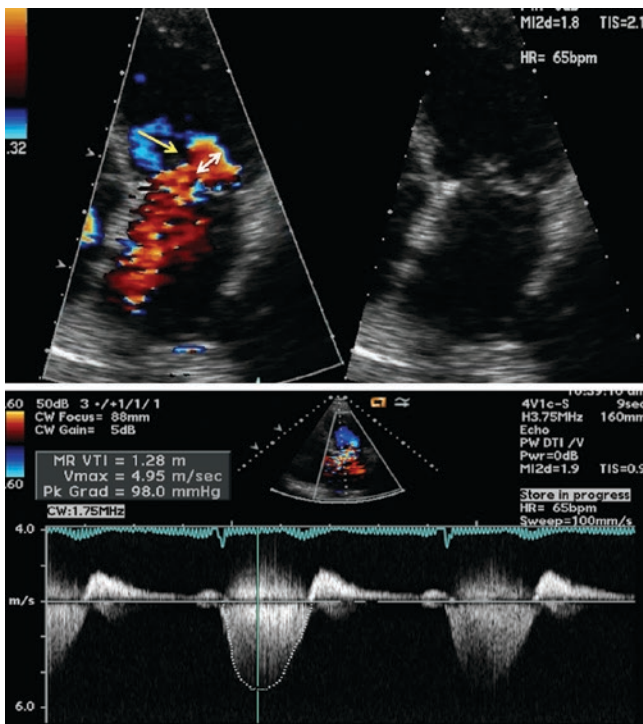 MI2d=1.8 TIS=2.1
HR= 65bpm
.32
.60
.60
50dB 3 •/+1/1/ 1
CW Focus= 88mm
CW Gain= 5dB
MR VTI = 1.28 m
Vmax = 4.95 m/sec
Pk Grad = 98.0 mmHg
CW:1.75MHz
4V1c-S 9sec
H3.75MHz 160mm
Echo
PW DTI /V
Pwr=0dB
MI2d=1.9 TIS=0.9
Store in progress
HR= 65bpm
Sweep=100mm/s
4.0
m/s
6.0